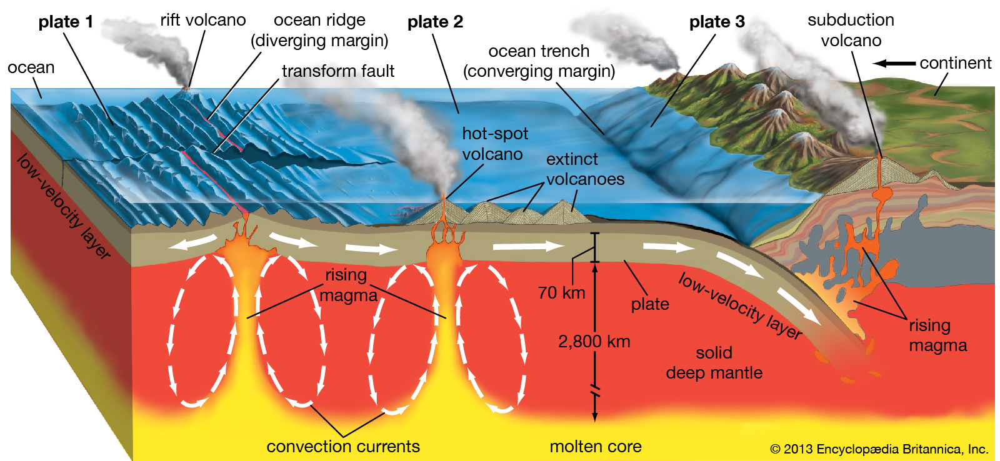 plate 1
rift volcano
ocean ridge
(diverging margin)
plate 2
plate 3
subduction
volcano
ocean
transform fault
ocean trench
(converging margin)
continent
hot-spot
volcano
extinct
volcanoes
low-velocity layer
rising
magma
70 km
plate
low-velocity layer
2,800 km
solid
deep mantle
rising
magma
convection currents
molten core
© 2013 Encyclopædia Britannica, Inc.